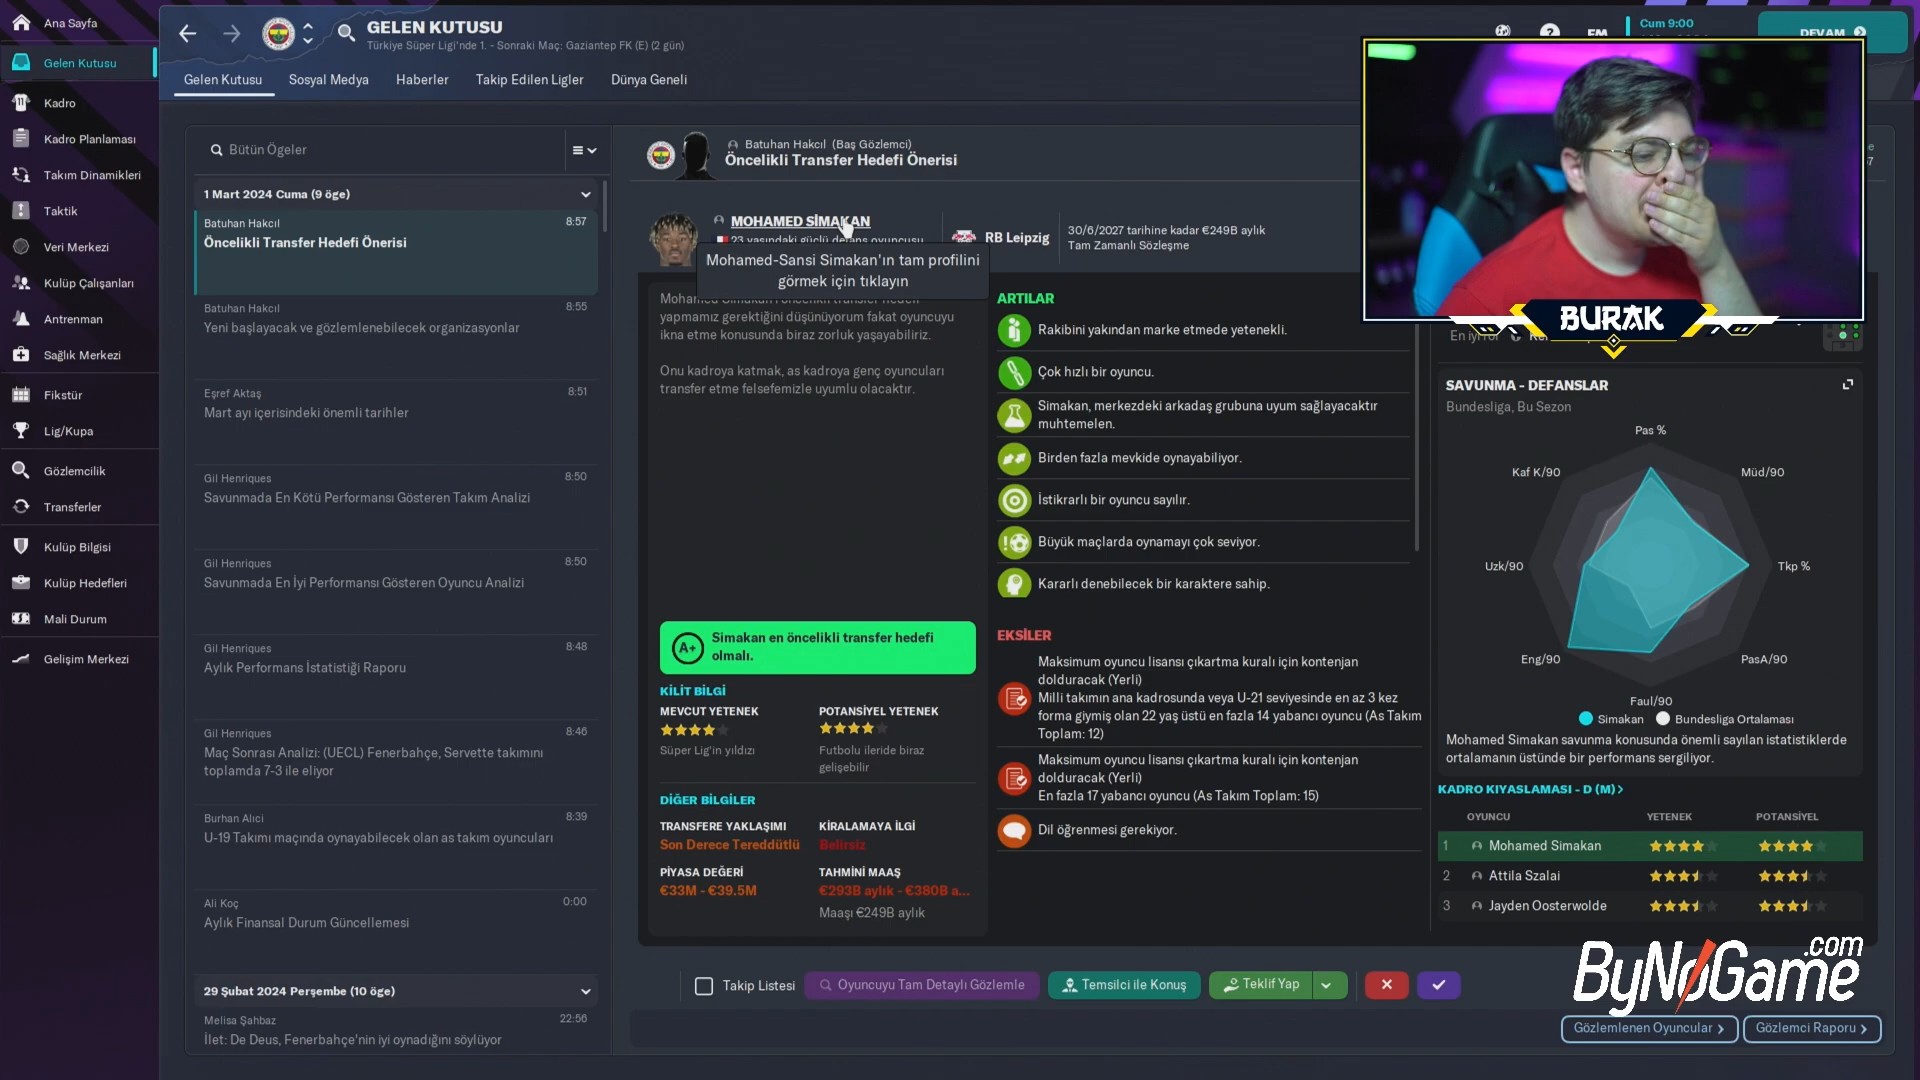 Ana Sayfa
Gelen Kutusu
Kadro
Kadro Planlaması
Takım Dinamikleri
Taktik
Veri Merkezi
Kulüp Çalışanları
Antrenman
Sağlık Merkezi
Fikstür
Lig/Kupa
Gözlemcilik
Transferler
Kulüp Bilgisi
Kulüp Hedefleri
Mali Durum
Gelişim Merkezi
GELEN KUTUSU
Türkiye Süper Ligi'nde 1. - Sonraki Maç: Gaziantep FK (E) (2 gün)
FM
Cum 9:00
DEVAM
Gelen Kutusu
Sosyal Medya
Haberler
Takip Edilen Ligler
Dünya Geneli
Bütün Ögeler
1 Mart 2024 Cuma (9 öge)
Batuhan Hakcıl 8:57
Öncelikli Transfer Hedefi Önerisi
Batuhan Hakcıl 8:55
Yeni başlayacak ve gözlemlenebilecek organizasyonlar
Eşref Aktaş 8:51
Mart ayı içerisindeki önemli tarihler
Gil Henriques 8:50
Savunmada En Kötü Performansı Gösteren Takım Analizi
Gil Henriques 8:50
Savunmada En İyi Performansı Gösteren Oyuncu Analizi
Gil Henriques 8:48
Aylık Performans İstatistiği Raporu
Gil Henriques 8:46
Maç Sonrası Analizi: (UECL) Fenerbahçe, Servette takımını
toplamda 7-3 ile eliyor
Burhan Alıcı 8:39
U-19 Takımı maçında oynayabilecek olan as takım oyuncuları
Ali Koç 0:00
Aylık Finansal Durum Güncellemesi
29 Şubat 2024 Perşembe (10 öge)
Melisa Şahbaz 22:56
İlet: De Deus, Fenerbahçe'nin iyi oynadığını söylüyor
Batuhan Hakcıl (Baş Gözlemci)
Öncelikli Transfer Hedefi Önerisi
MOHAMED SİMAKAN
23 yaşındaki güçlü defans oyuncusu
RB Leipzig
30/6/2027 tarihine kadar €249B aylık
Tam Zamanlı Sözleşme
Mohamed-Sansi Simakan'ın tam profilini
görmek için tıklayın
Mohamed Simakan'ı öncelikli transfer hedefi
yapmamız gerektiğini düşünüyorum fakat oyuncuyu
ikna etme konusunda biraz zorluk yaşayabiliriz.
Onu kadroya katmak, as kadroya genç oyuncuları
transfer etme felsefemizle uyumlu olacaktır.
A+
Simakan en öncelikli transfer hedefi
olmalı.
KİLİT BİLGİ
MEVCUT YETENEK
Süper Lig'in yıldızı
POTANSİYEL YETENEK
Futbolu ileride biraz
gelişebilir
DİĞER BİLGİLER
TRANSFERE YAKLAŞIMI
Son Derece Tereddütlü
KİRALAMAYA İLGİ
Belirsiz
PİYASA DEĞERİ
€33M - €39.5M
TAHMİNİ MAAŞ
€293B aylık - €380B a...
Maaşı €249B aylık
ARTILAR
Rakibini yakından marke etmede yetenekli.
Çok hızlı bir oyuncu.
Simakan, merkezdeki arkadaş grubuna uyum sağlayacaktır
muhtemelen.
Birden fazla mevkide oynayabiliyor.
İstikrarlı bir oyuncu sayılır.
Büyük maçlarda oynamayı çok seviyor.
Kararlı denebilecek bir karaktere sahip.
EKSİLER
Maksimum oyuncu lisansı çıkartma kuralı için kontenjan
dolduracak (Yerli)
Milli takımın ana kadrosunda veya U-21 seviyesinde en az 3 kez
forma giymiş olan 22 yaş üstü en fazla 14 yabancı oyuncu (As Takım
Toplam: 12)
Maksimum oyuncu lisansı çıkartma kuralı için kontenjan
dolduracak (Yerli)
En fazla 17 yabancı oyuncu (As Takım Toplam: 15)
Dil öğrenmesi gerekiyor.
BURAK
En iyi rol
SAVUNMA - DEFANSLAR
Bundesliga, Bu Sezon
Pas %
Müd/90
Tkp %
PasA/90
Faul/90
Eng/90
Uzk/90
Kaf K/90
Simakan
Bundesliga Ortalaması
Mohamed Simakan savunma konusunda önemli sayılan istatistiklerde
ortalamanın üstünde bir performans sergiliyor.
KADRO KIYASLAMASI - D (M)
OYUNCU YETENEK POTANSİYEL
1 Mohamed Simakan
2 Attila Szalai
3 Jayden Oosterwolde
Takip Listesi
Oyuncuyu Tam Detaylı Gözlemle
Temsilci ile Konuş
Teklif Yap
ByNoGame.com
Gözlemlenen Oyuncular
Gözlemci Raporu